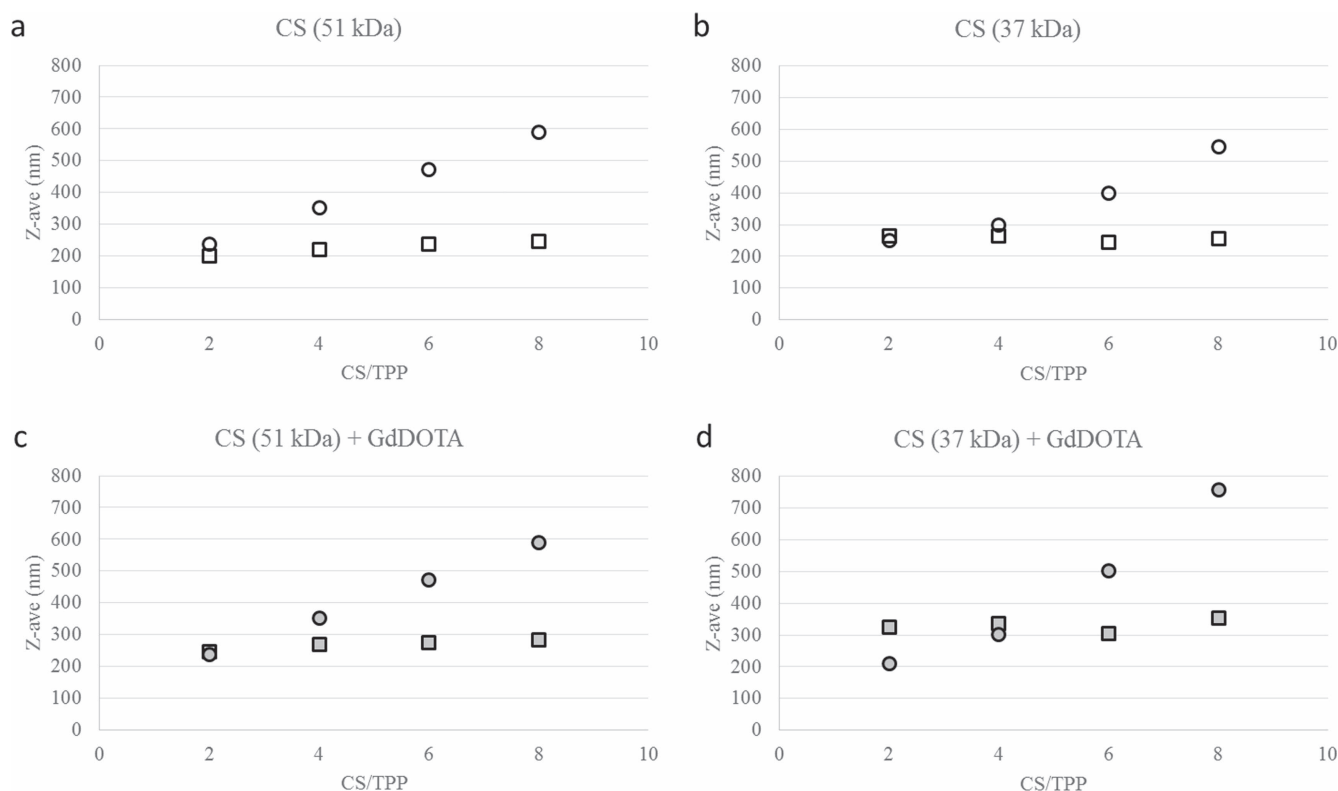 a
CS (51 kDa)
800
700
600
500
400
300
200
100
0
Z-ave (nm)
0 2 4 6 8 10
CS/TPP
b
CS (37 kDa)
800
700
600
500
400
300
200
100
0
Z-ave (nm)
0 2 4 6 8 10
CS/TPP
c
CS (51 kDa) + GdDOTA
800
700
600
500
400
300
200
100
0
Z-ave (nm)
0 2 4 6 8 10
CS/TPP
d
CS (37 kDa) + GdDOTA
800
700
600
500
400
300
200
100
0
Z-ave (nm)
0 2 4 6 8 10
CS/TPP